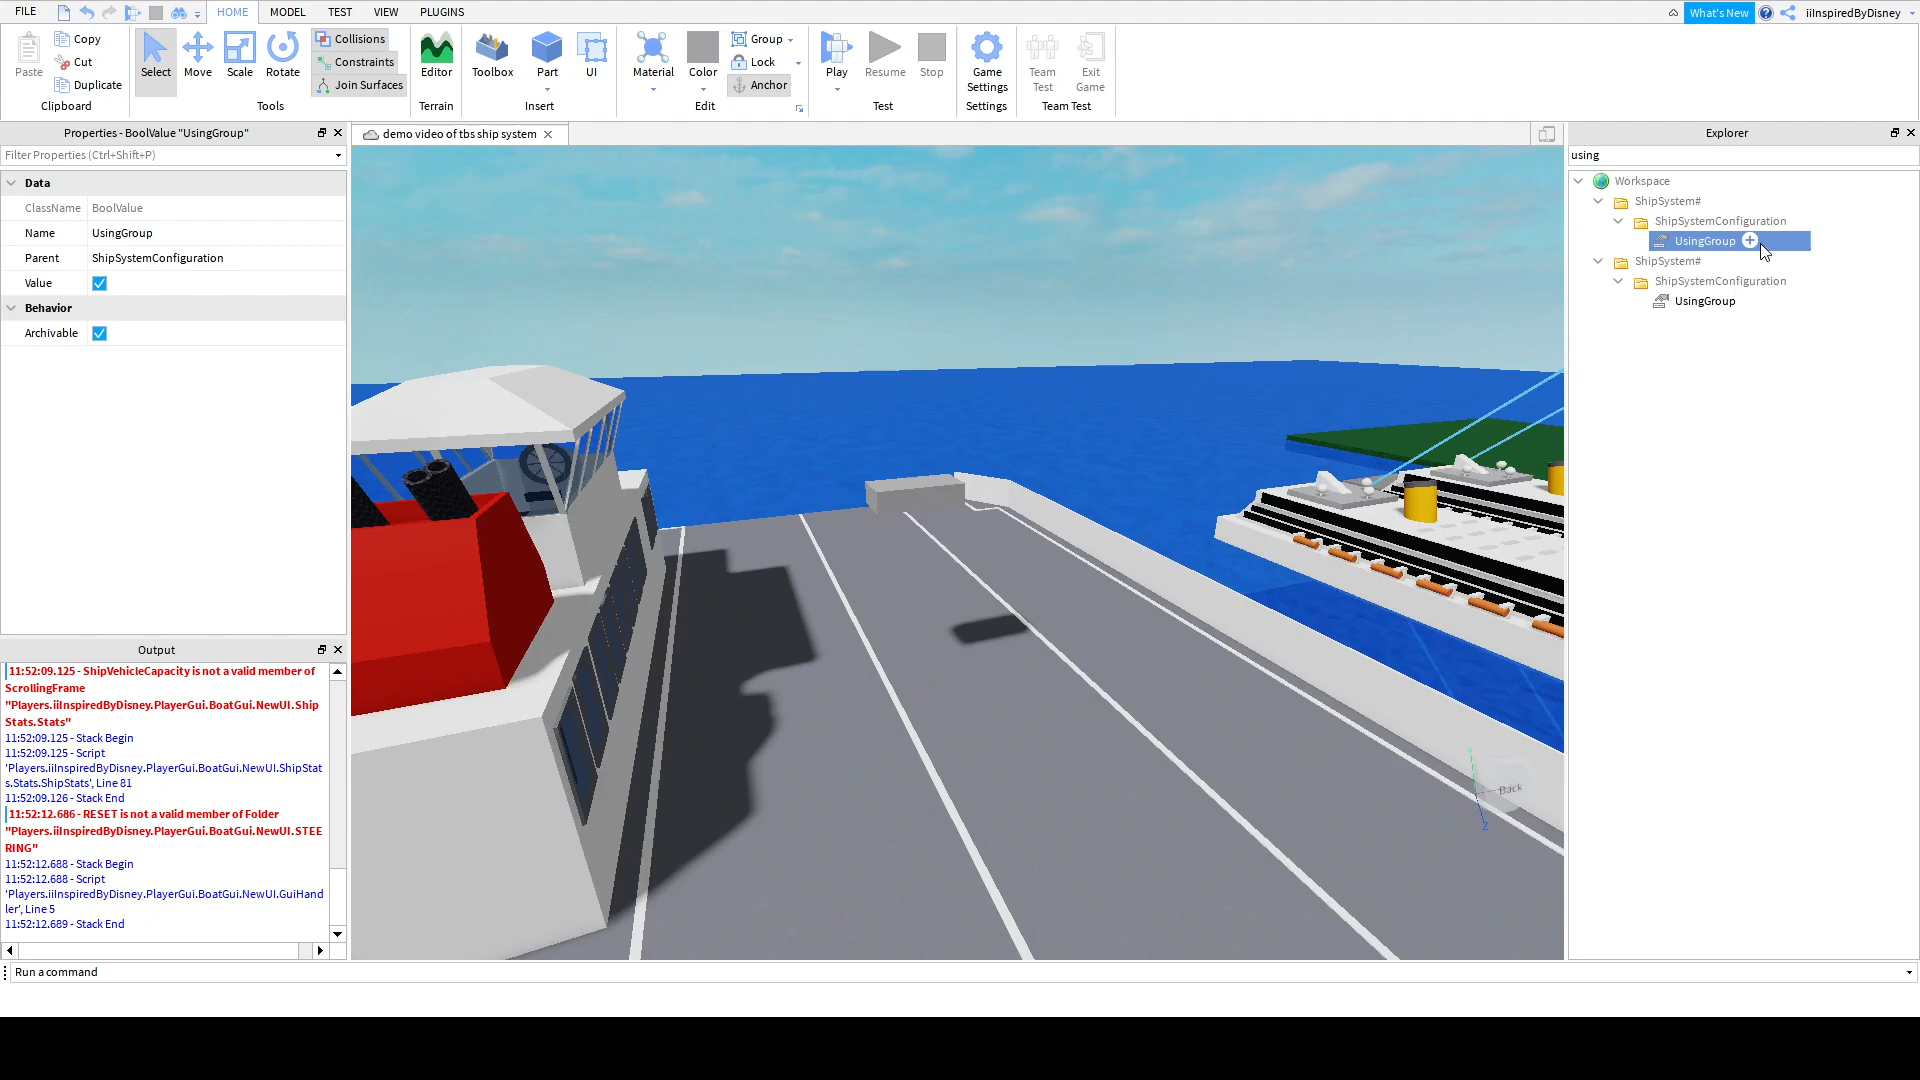 FILE
HOME
MODEL
TEST
VIEW
PLUGINS
What's New
iiInspiredByDisney
Paste
Copy
Cut
Duplicate
Clipboard
Select
Move
Scale
Rotate
Collisions
Constraints
Join Surfaces
Tools
Editor
Terrain
Toolbox
Part
UI
Insert
Material
Color
Group
Lock
Anchor
Edit
Play
Resume
Stop
Test
Game
Settings
Settings
Team
Test
Exit
Game
Team Test
Properties - BoolValue "UsingGroup"
Filter Properties (Ctrl+Shift+P)
Data
ClassName BoolValue
Name UsingGroup
Parent ShipSystemConfiguration
Value
Behavior
Archivable
Output
11:52:09.125 - ShipVehicleCapacity is not a valid member of
ScrollingFrame
"Players.iiInspiredByDisney.PlayerGui.BoatGui.NewUI.Ship
Stats.Stats"
11:52:09.125 - Stack Begin
11:52:09.125 - Script
'Players.iiInspiredByDisney.PlayerGui.BoatGui.NewUI.ShipStat
s.Stats.ShipStats', Line 81
11:52:09.126 - Stack End
11:52:12.686 - RESET is not a valid member of Folder
"Players.iiInspiredByDisney.PlayerGui.BoatGui.NewUI.STEE
RING"
11:52:12.688 - Stack Begin
11:52:12.688 - Script
'Players.iiInspiredByDisney.PlayerGui.BoatGui.NewUI.GuiHand
ler', Line 5
11:52:12.689 - Stack End
demo video of tbs ship system
Back
Z
Explorer
using
Workspace
ShipSystem#
ShipSystemConfiguration
UsingGroup
ShipSystem#
ShipSystemConfiguration
UsingGroup
Run a command